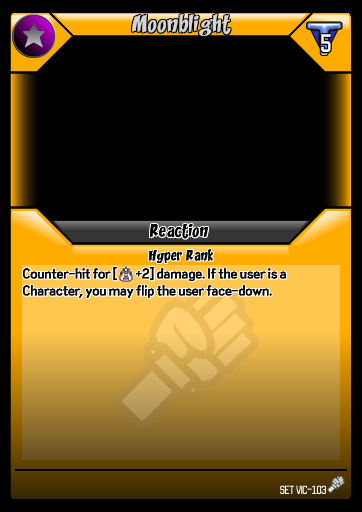 Moonblight
5
Reaction
Hyper Rank
Counter-hit for [ +2] damage. If the user is a
Character, you may flip the user face-down.
SET VIC-103